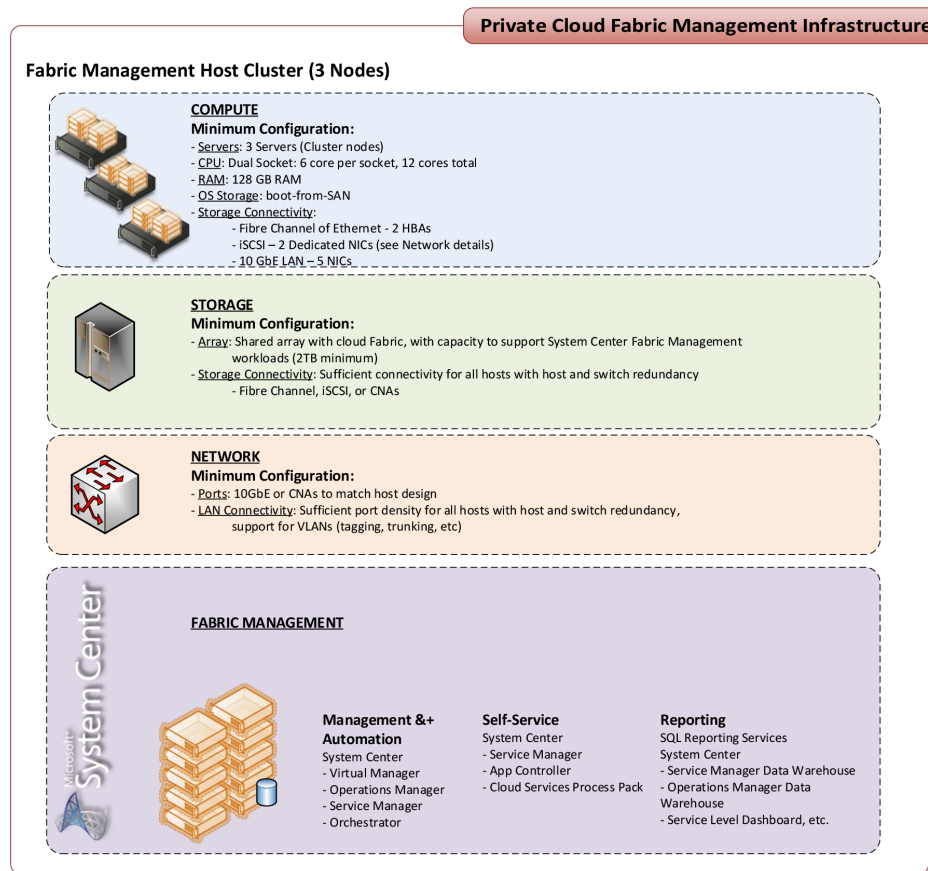 Private Cloud Fabric Management Infrastructure
Fabric Management Host Cluster (3 Nodes)
COMPUTE
Minimum Configuration:
- Servers: 3 Servers (Cluster nodes)
- CPU: Dual Socket: 6 core per socket, 12 cores total
- RAM: 128 GB RAM
- OS Storage: boot-from-SAN
- Storage Connectivity:
- Fibre Channel of Ethernet - 2 HBAs
- iSCSI – 2 Dedicated NICs (see Network details)
- 10 GbE LAN – 5 NICs
STORAGE
Minimum Configuration:
- Array: Shared array with cloud Fabric, with capacity to support System Center Fabric Management
workloads (2TB minimum)
- Storage Connectivity: Sufficient connectivity for all hosts with host and switch redundancy
- Fibre Channel, iSCSI, or CNAs
NETWORK
Minimum Configuration:
- Ports: 10GbE or CNAs to match host design
- LAN Connectivity: Sufficient port density for all hosts with host and switch redundancy,
support for VLANs (tagging, trunking, etc)
Microsoft
System Center
FABRIC MANAGEMENT
Management &+
Automation
System Center
- Virtual Manager
- Operations Manager
- Service Manager
- Orchestrator
Self-Service
System Center
- Service Manager
- App Controller
- Cloud Services Process Pack
Reporting
SQL Reporting Services
System Center
- Service Manager Data Warehouse
- Operations Manager Data
Warehouse
- Service Level Dashboard, etc.